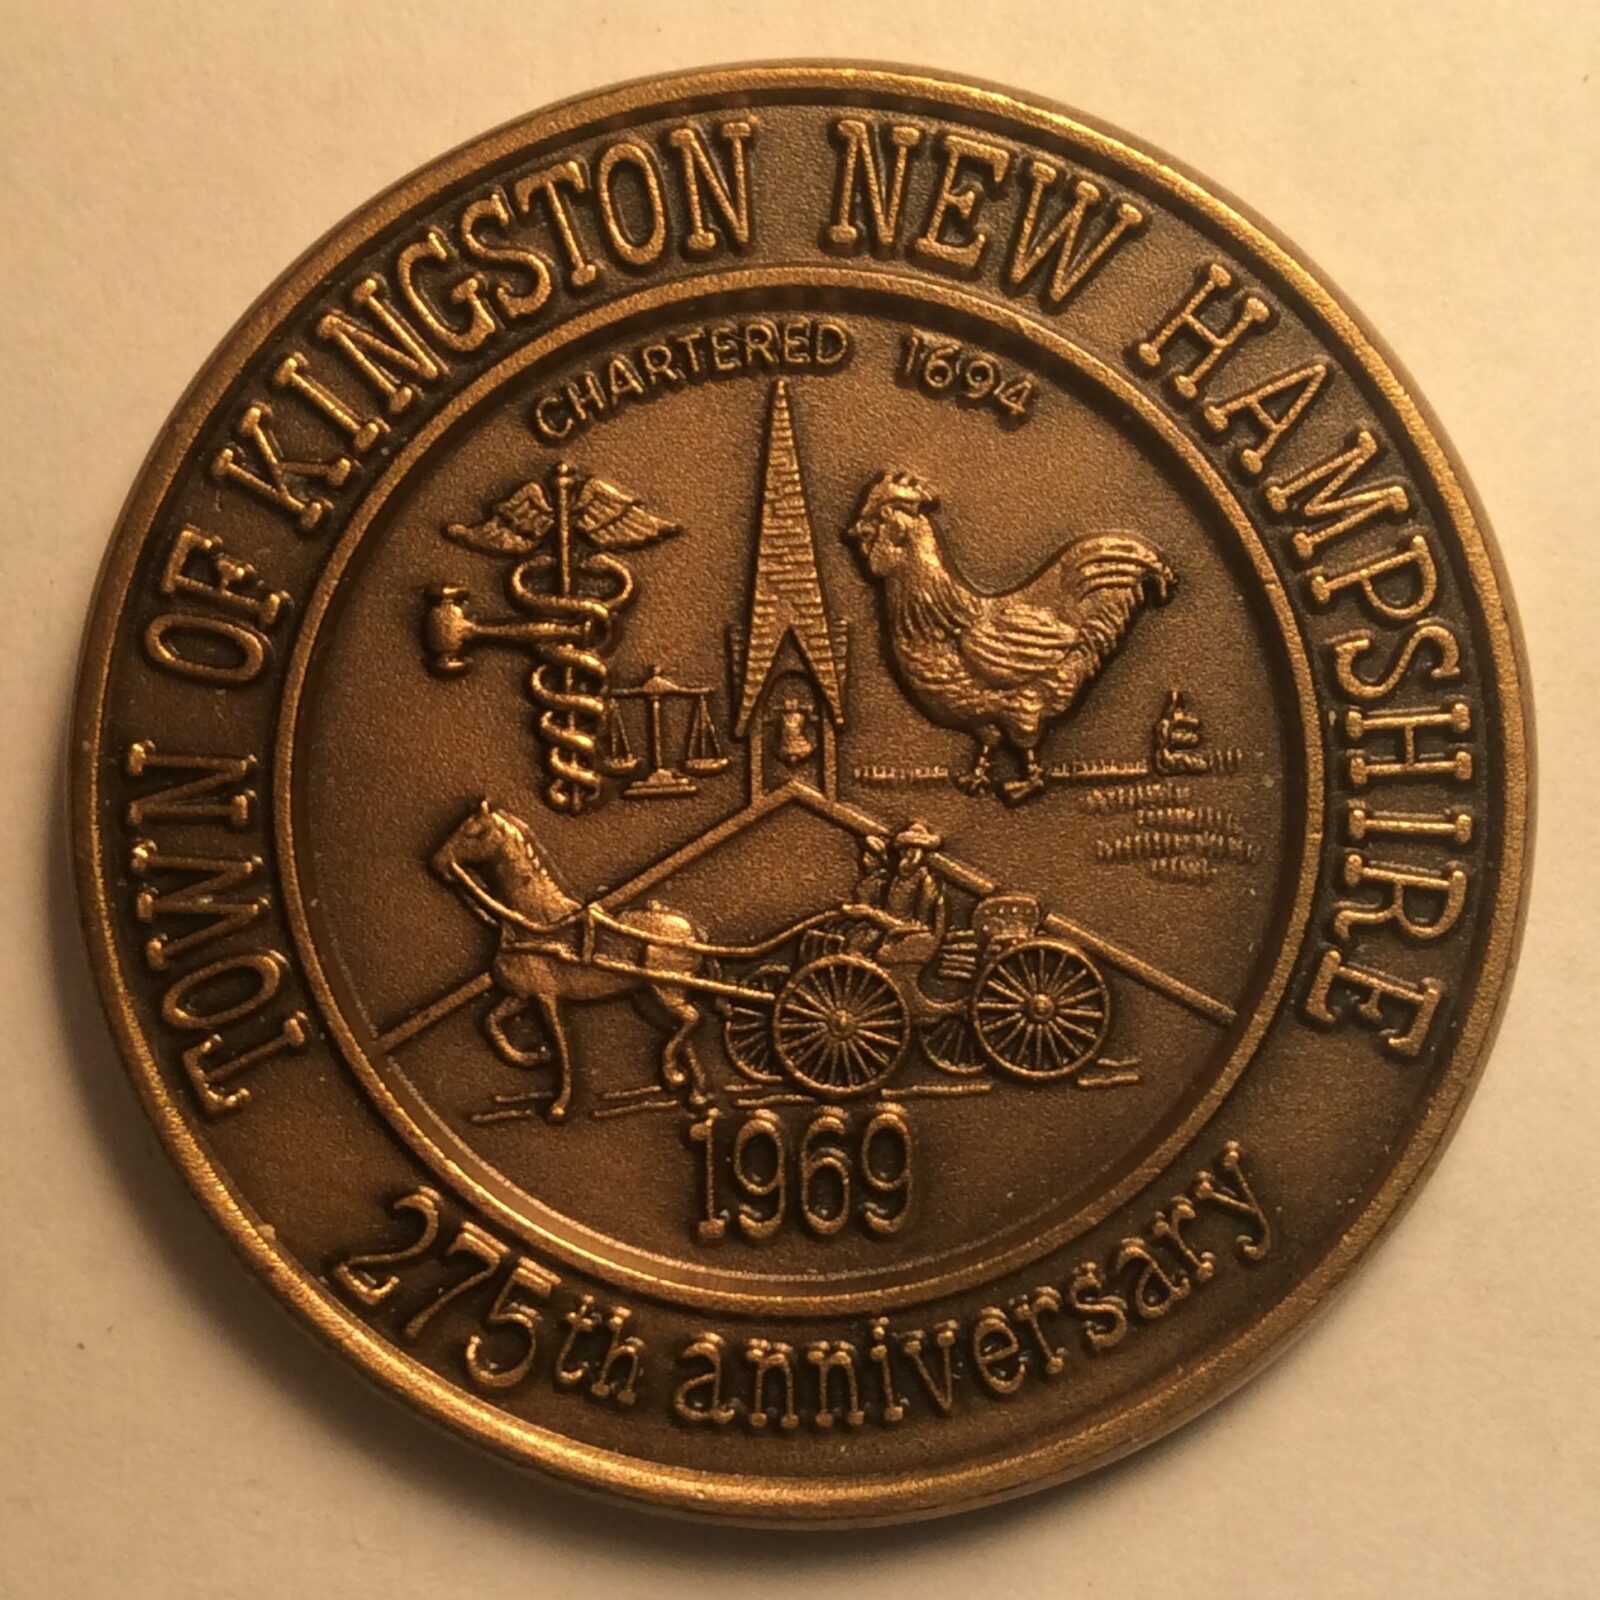 TOWN OF KINGSTON NEW HAMPSHIRE
CHARTERED 1694
1969
275th anniversary